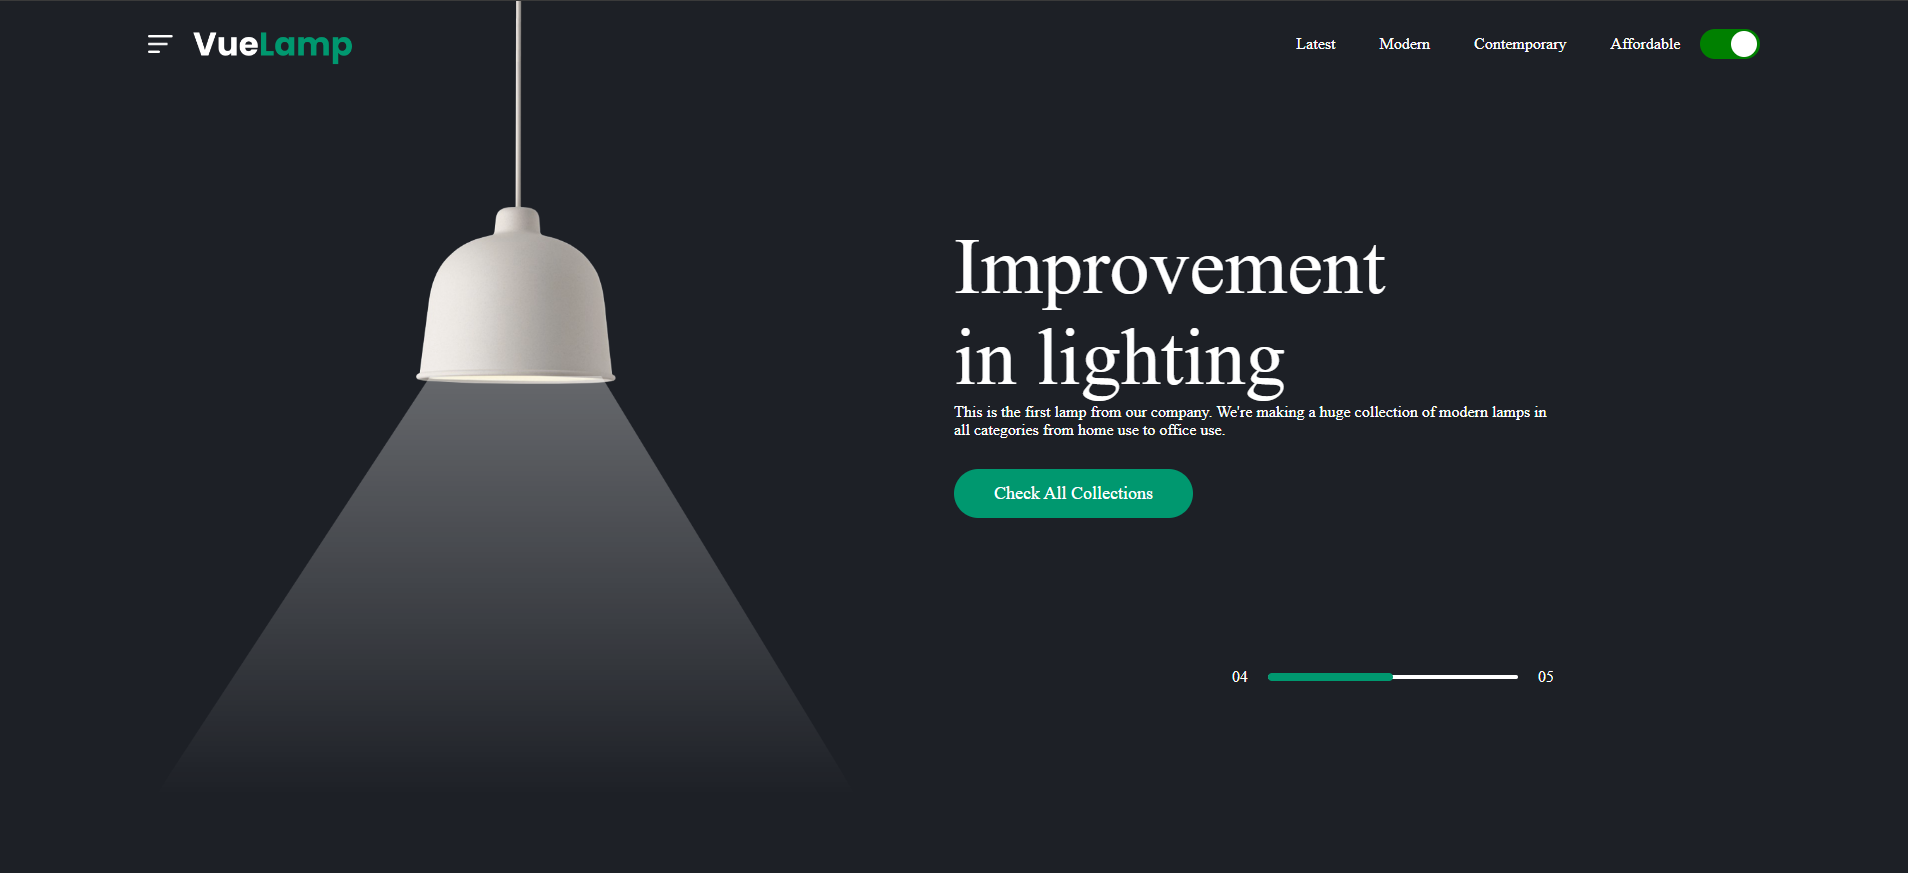 VueLamp
Latest
Modern
Contemporary
Affordable
Improvement
in lighting
This is the first lamp from our company. We're making a huge collection of modern lamps in
all categories from home use to office use.
Check All Collections
04
05